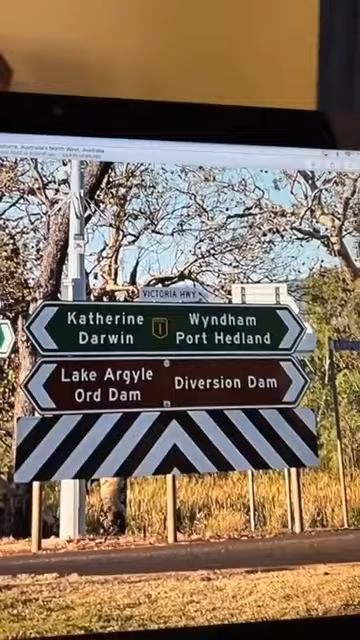 VICTORIA HWY
Katherine
Darwin
1
Wyndham
Port Hedland
Lake Argyle
Ord Dam
Diversion Dam